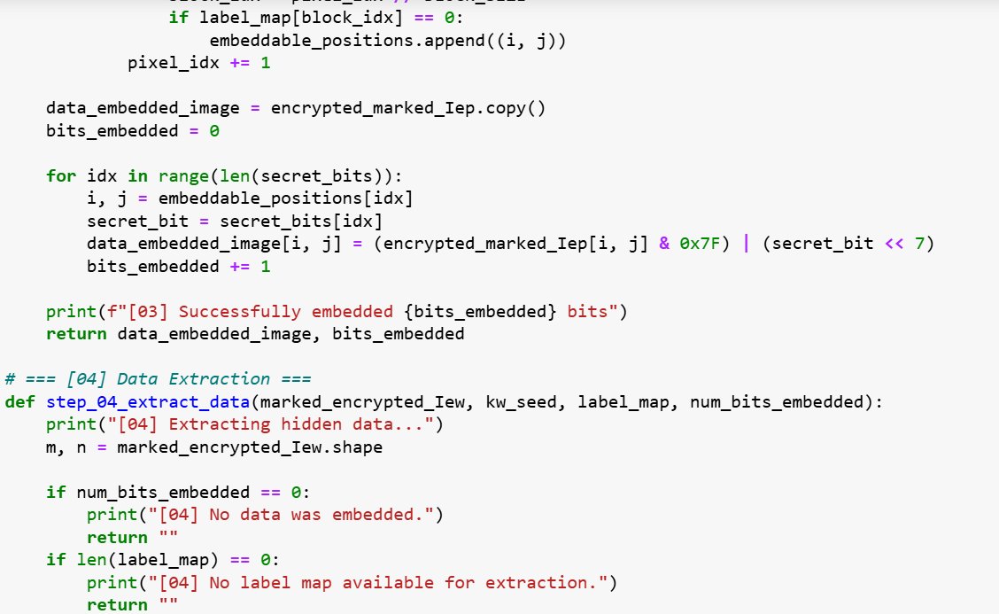 if label_map[block_idx] == 0:
embeddable_positions.append((i, j))
pixel_idx += 1
data_embedded_image = encrypted_marked_Iep.copy()
bits_embedded = 0
for idx in range(len(secret_bits)):
i, j = embeddable_positions[idx]
secret_bit = secret_bits[idx]
data_embedded_image[i, j] = (encrypted_marked_Iep[i, j] & 0x7F) | (secret_bit << 7)
bits_embedded += 1
print(f"[03] Successfully embedded {bits_embedded} bits")
return data_embedded_image, bits_embedded
# === [04] Data Extraction ===
def step_04_extract_data(marked_encrypted_Iew, kw_seed, label_map, num_bits_embedded):
print("[04] Extracting hidden data...")
m, n = marked_encrypted_Iew.shape
if num_bits_embedded == 0:
print("[04] No data was embedded.")
return ""
if len(label_map) == 0:
print("[04] No label map available for extraction.")
return ""